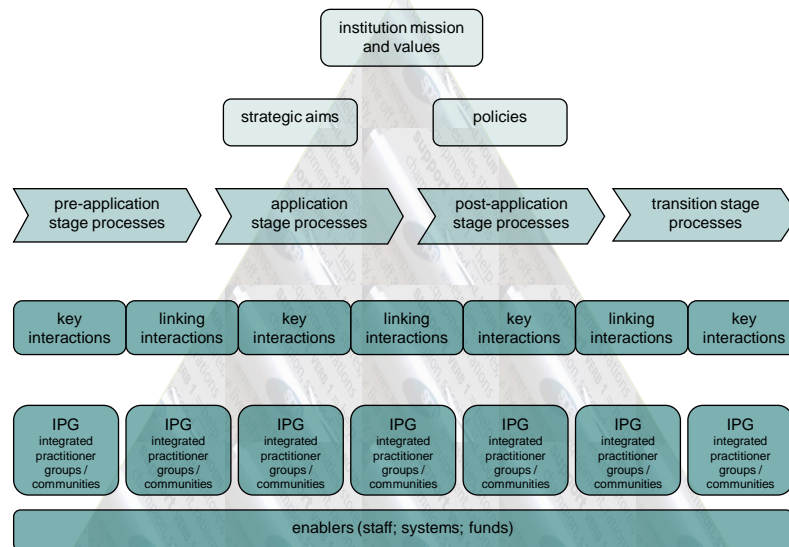 institution mission
and values
strategic aims
policies
pre-application
stage processes
application
stage processes
post-application
stage processes
transition stage
processes
key
interactions
linking
interactions
key
interactions
linking
interactions
key
interactions
linking
interactions
key
interactions
IPG
integrated
practitioner
groups /
communities
IPG
integrated
practitioner
groups /
communities
IPG
integrated
practitioner
groups /
communities
IPG
integrated
practitioner
groups /
communities
IPG
integrated
practitioner
groups /
communities
IPG
integrated
practitioner
groups /
communities
IPG
integrated
practitioner
groups /
communities
enablers (staff; systems; funds)